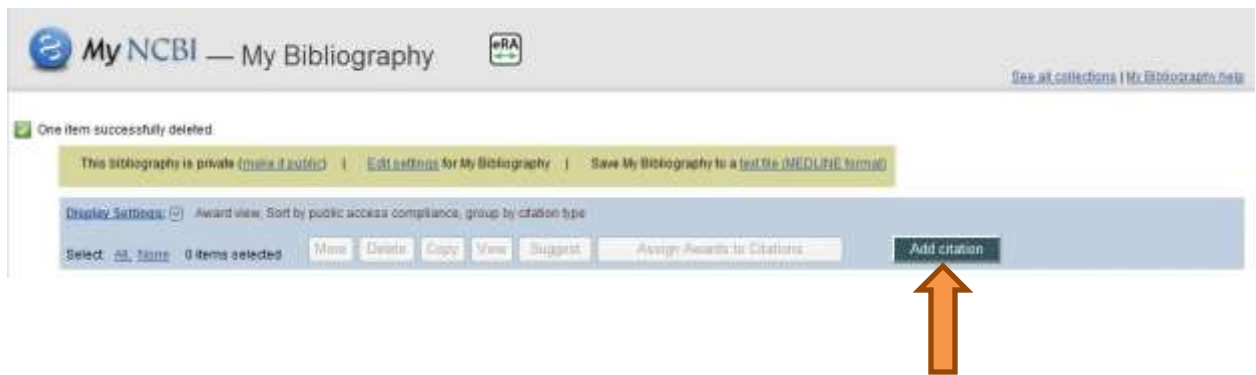 My NCBI — My Bibliography eRA
See all collections | My Bibliography help
One item successfully deleted
This bibliography is private (make it public) | Edit settings for My Bibliography | Save My Bibliography to a text file (MEDLINE format)
Display Settings: Award view, Sort by public access compliance, group by citation type
Select: All, None 0 items selected Move Delete Copy View Suggest Assign Awards to Citations Add citation